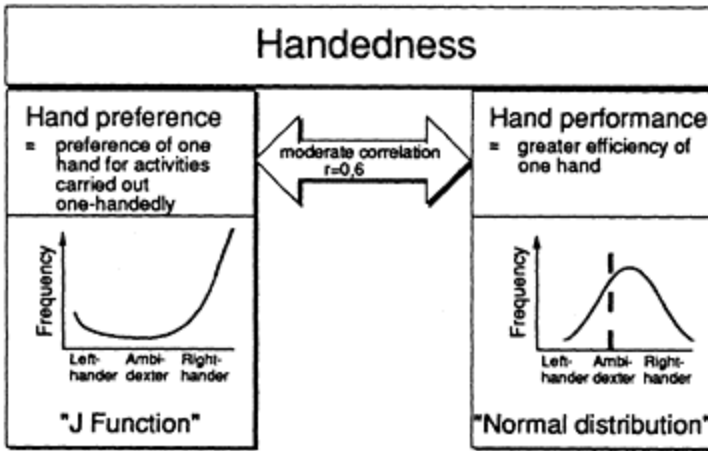 Handedness
Hand preference
= preference of one
hand for activities
carried out
one-handedly
moderate correlation
r=0,6
Hand performance
= greater efficiency of
one hand
Frequency
Left-
hander
Ambi-
dexter
Right-
hander
"J Function"
Frequency
Left-
hander
Ambi-
dexter
Right-
hander
"Normal distribution"